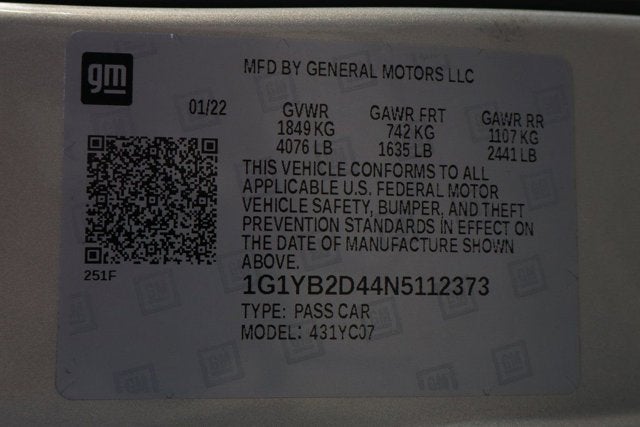 gm
MFD BY GENERAL MOTORS LLC
01/22 GVWR GAWR FRT GAWR RR
1849 KG 742 KG 1107 KG
4076 LB 1635 LB 2441 LB
THIS VEHICLE CONFORMS TO ALL
APPLICABLE U.S. FEDERAL MOTOR
VEHICLE SAFETY, BUMPER, AND THEFT
PREVENTION STANDARDS IN EFFECT ON
THE DATE OF MANUFACTURE SHOWN
ABOVE.
251F
1G1YB2D44N5112373
TYPE: PASS CAR
MODEL: 431YC07